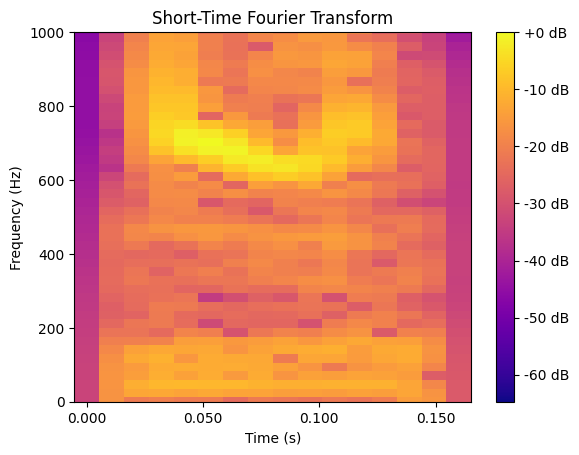 Short-Time Fourier Transform
1000
800
600
400
200
0
Frequency (Hz)
0.000
0.050
0.100
0.150
Time (s)
+0 dB
-10 dB
-20 dB
-30 dB
-40 dB
-50 dB
-60 dB